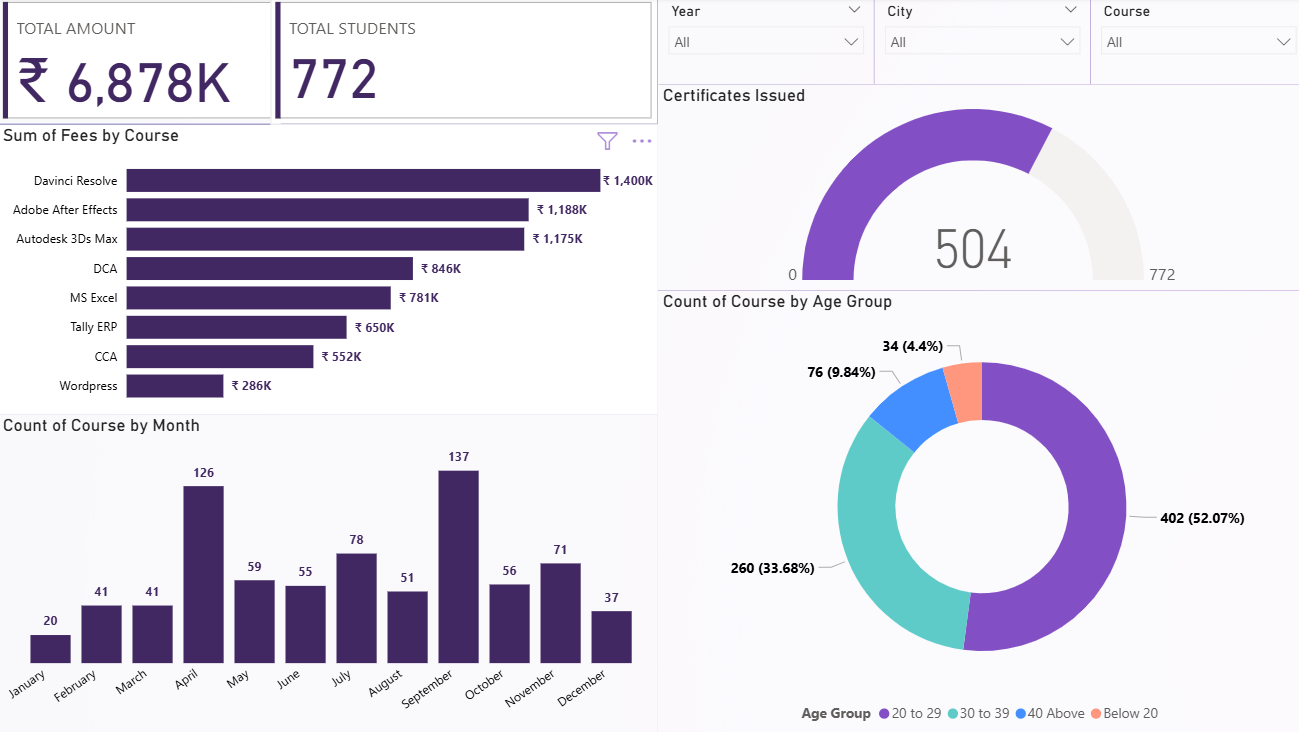 TOTAL AMOUNT
₹ 6,878K
TOTAL STUDENTS
772
Year
All
City
All
Course
All
Sum of Fees by Course
Davinci Resolve ₹ 1,400K
Adobe After Effects ₹ 1,188K
Autodesk 3Ds Max ₹ 1,175K
DCA ₹ 846K
MS Excel ₹ 781K
Tally ERP ₹ 650K
CCA ₹ 552K
Wordpress ₹ 286K
Certificates Issued
504
0 772
Count of Course by Month
20 41 41 126 59 55 78 51 137 56 71 37
January February March April May June July August September October November December
Count of Course by Age Group
34 (4.4%)
76 (9.84%)
402 (52.07%)
260 (33.68%)
Age Group 20 to 29 30 to 39 40 Above Below 20